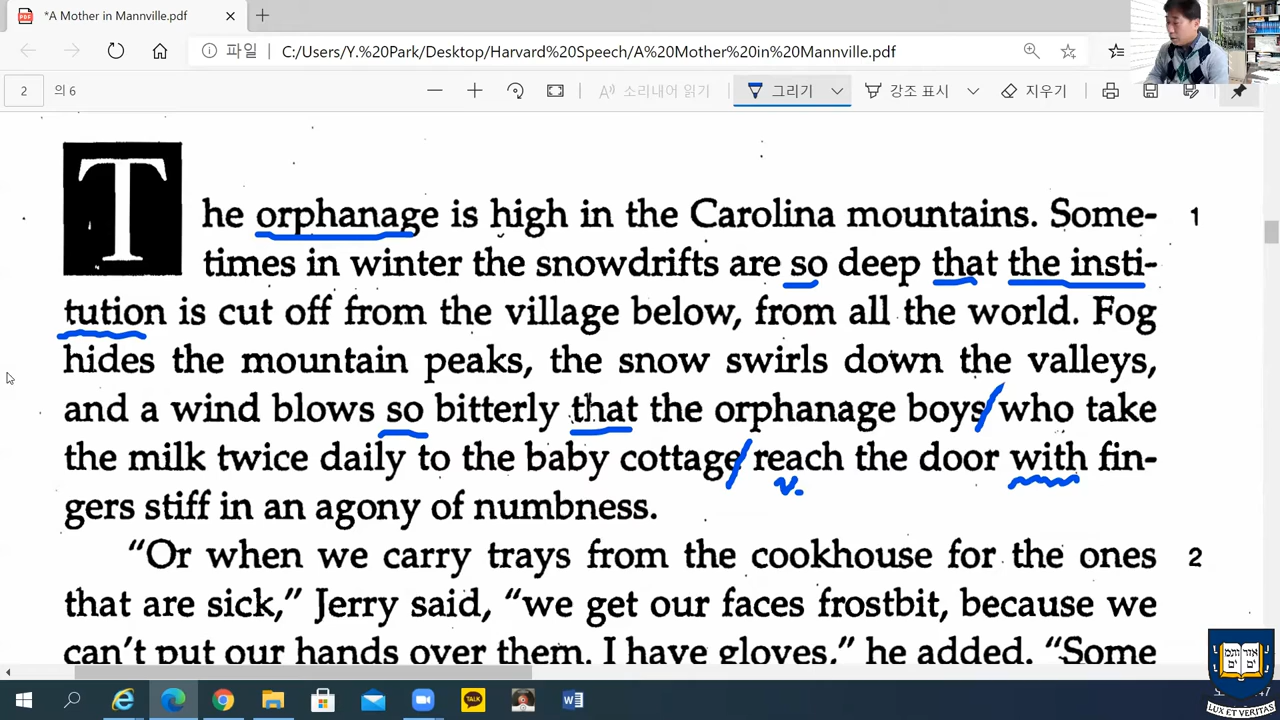 *A Mother in Mannville.pdf
파일 C:/Users/Y.%20Park/Desktop/Harvard%20Speech/A%20Mother%20in%20Mannville.pdf
2 의 6 소리내어 읽기 그리기 강조 표시 지우기
The orphanage is high in the Carolina mountains. Some- 1
times in winter the snowdrifts are so deep that the insti-
tution is cut off from the village below, from all the world. Fog
hides the mountain peaks, the snow swirls down the valleys,
and a wind blows so bitterly that the orphanage boys/who take
the milk twice daily to the baby cottage/reach the door with fin-
v.
gers stiff in an agony of numbness.
“Or when we carry trays from the cookhouse for the ones 2
that are sick,” Jerry said, “we get our faces frostbit, because we
can’t put our hands over them. I have gloves,” he added. “Some
TALK
LUX ET VERITAS